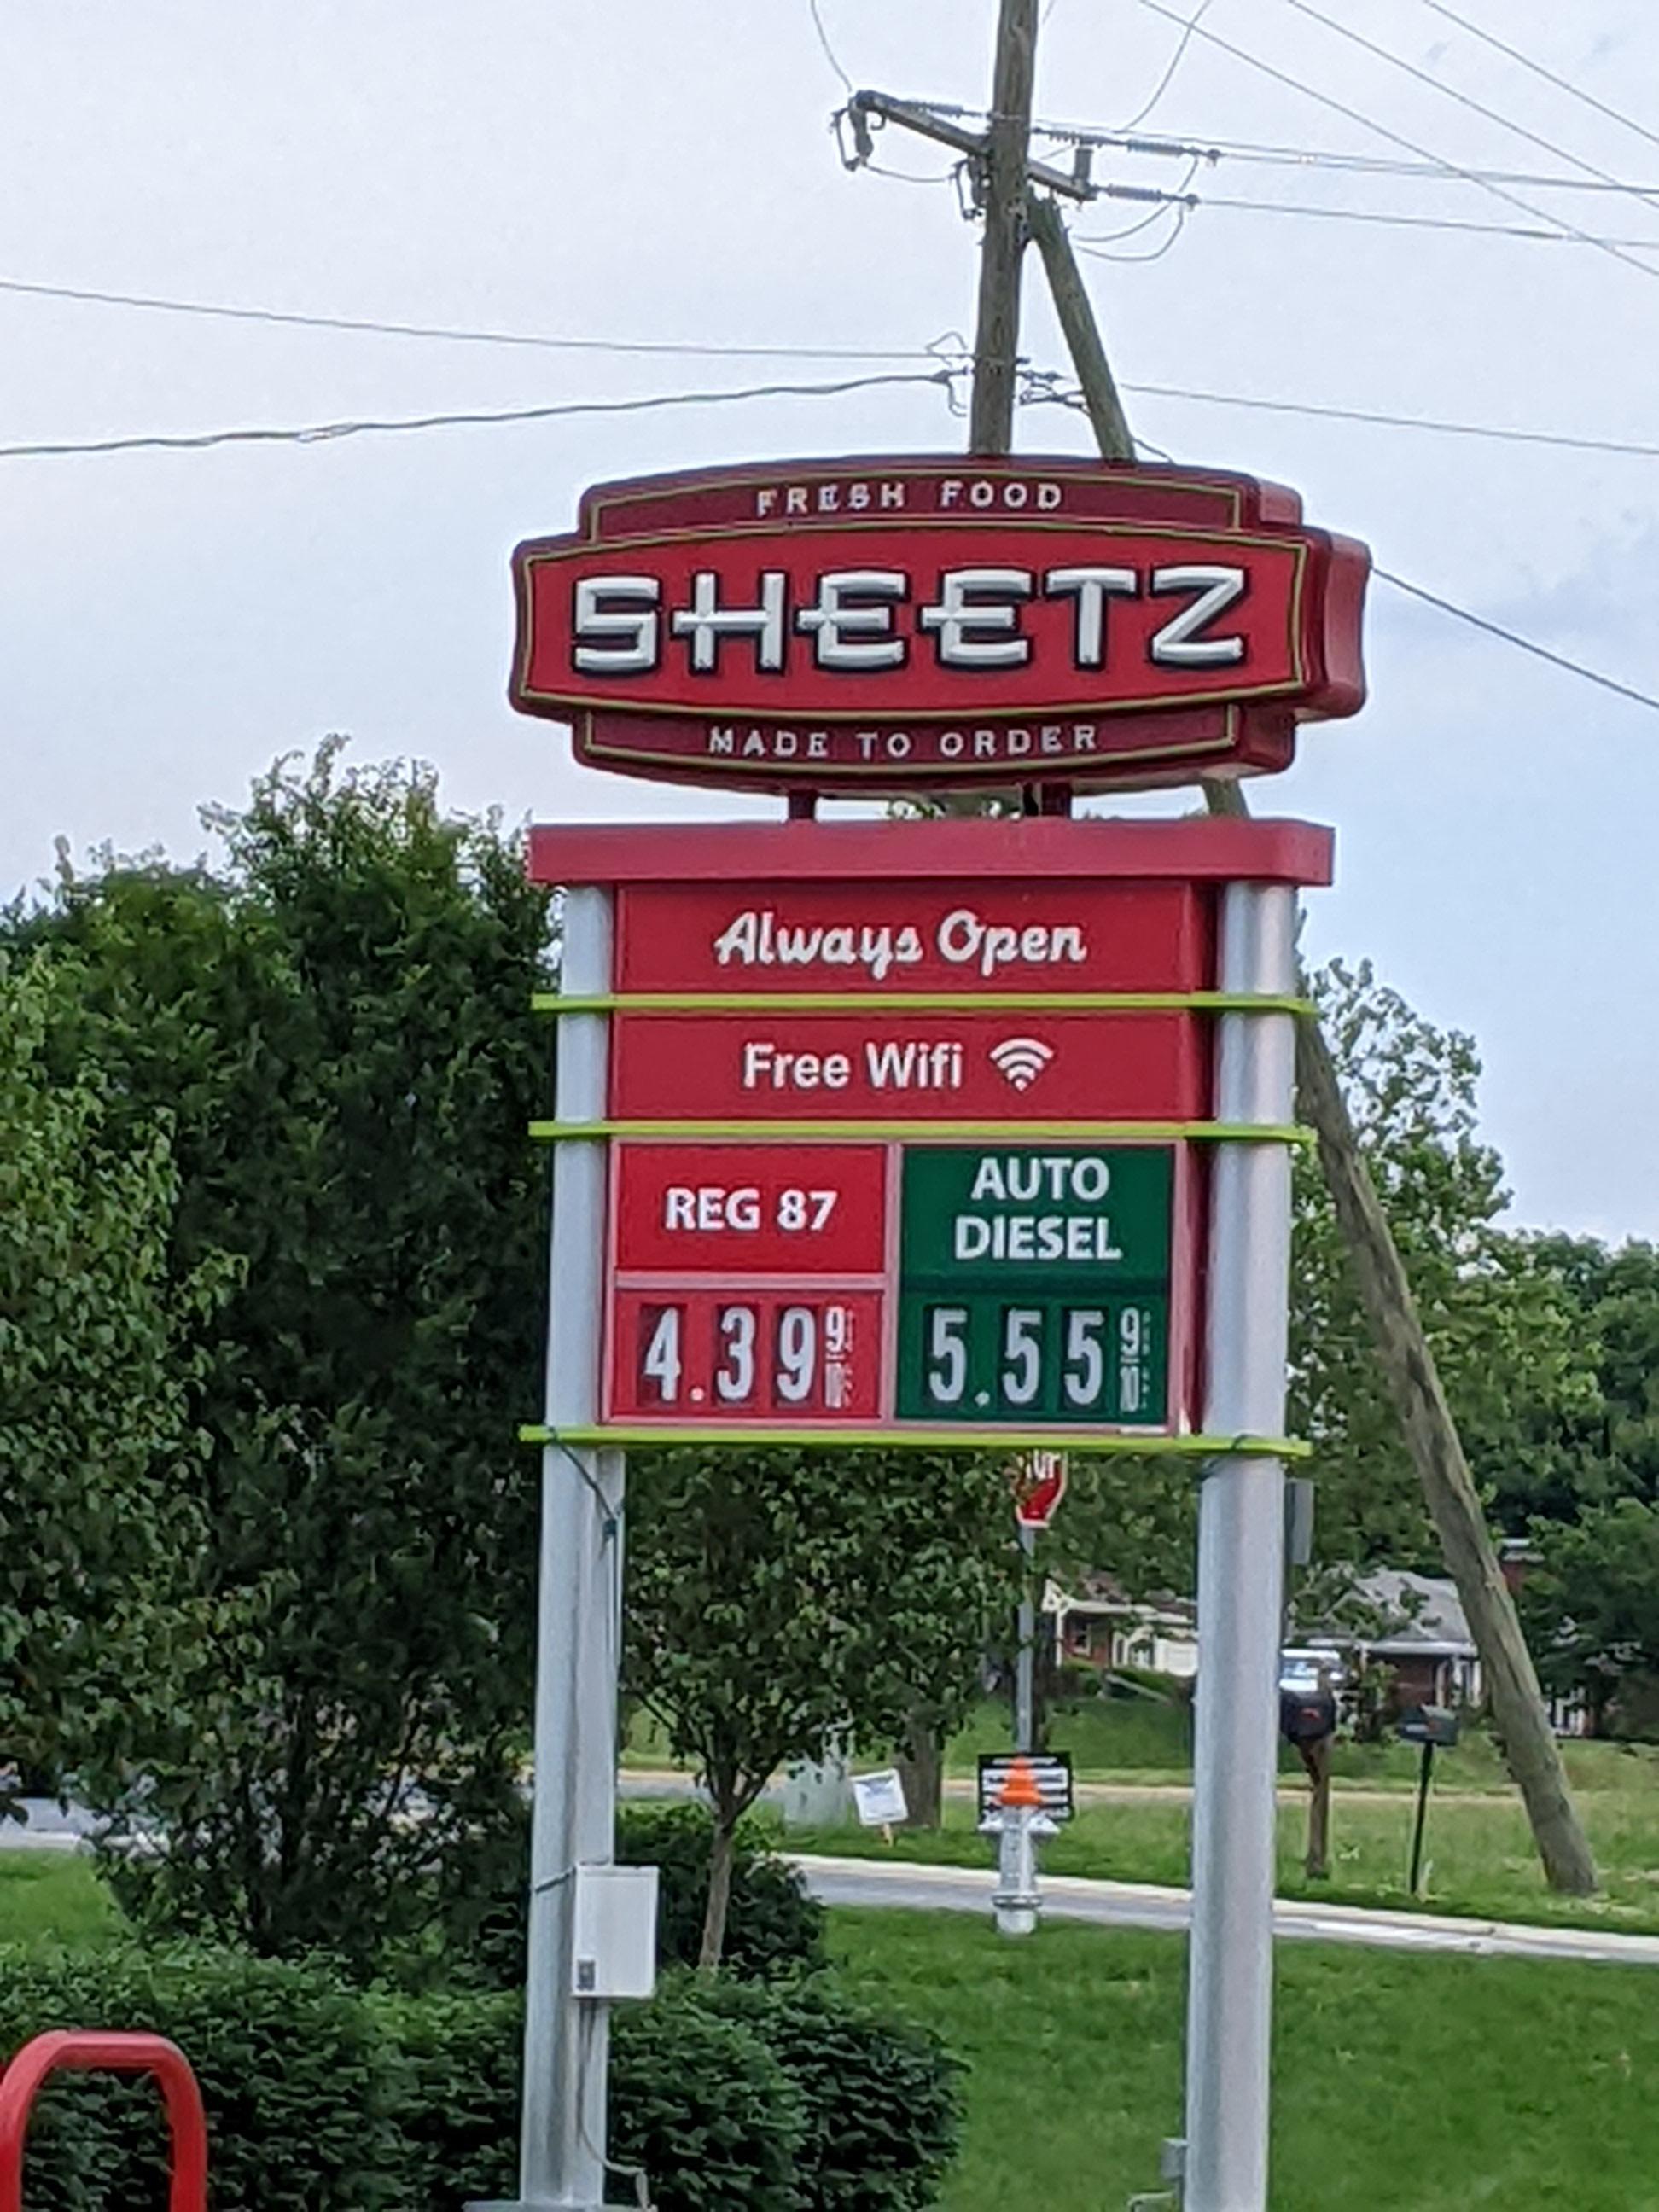 FRESH FOOD
SHEETZ
MADE TO ORDER
Always Open
Free Wifi
REG 87
AUTO
DIESEL
4.39 9/10
5.55 9/10